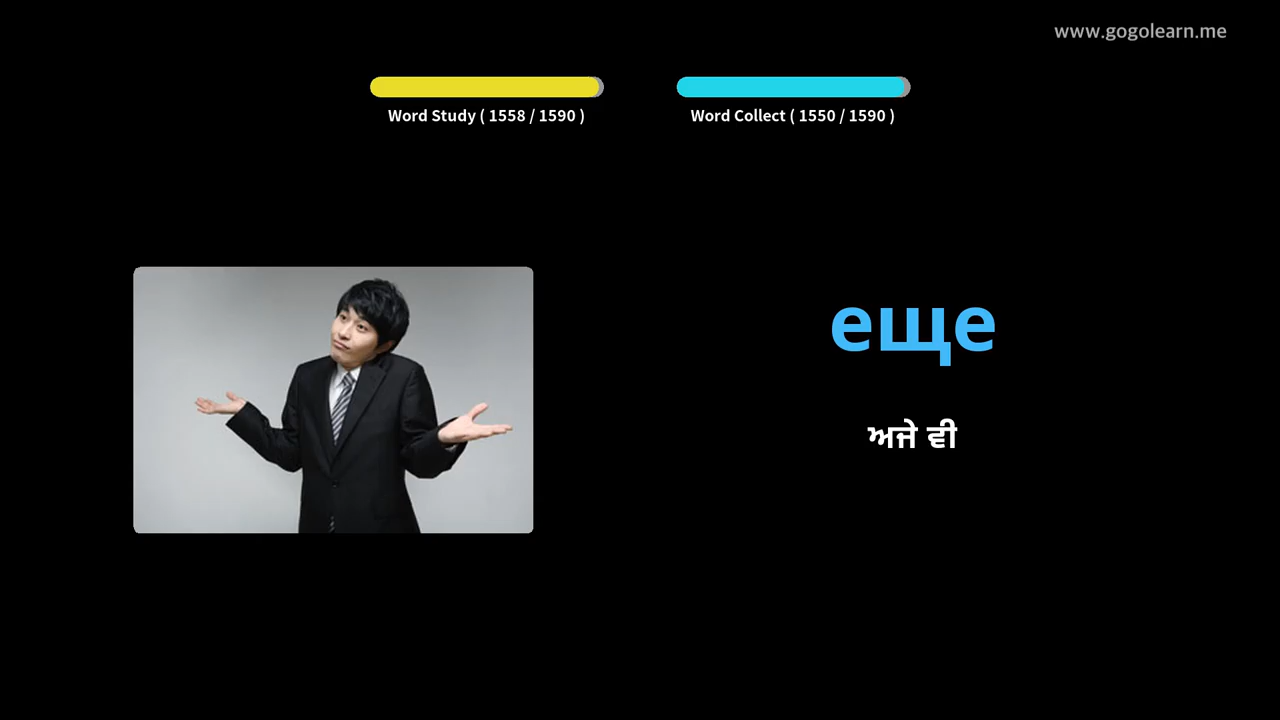 www.gogolearn.me
Word Study ( 1558 / 1590 )
Word Collect ( 1550 / 1590 )
еще
ਅਜੇ ਵੀ